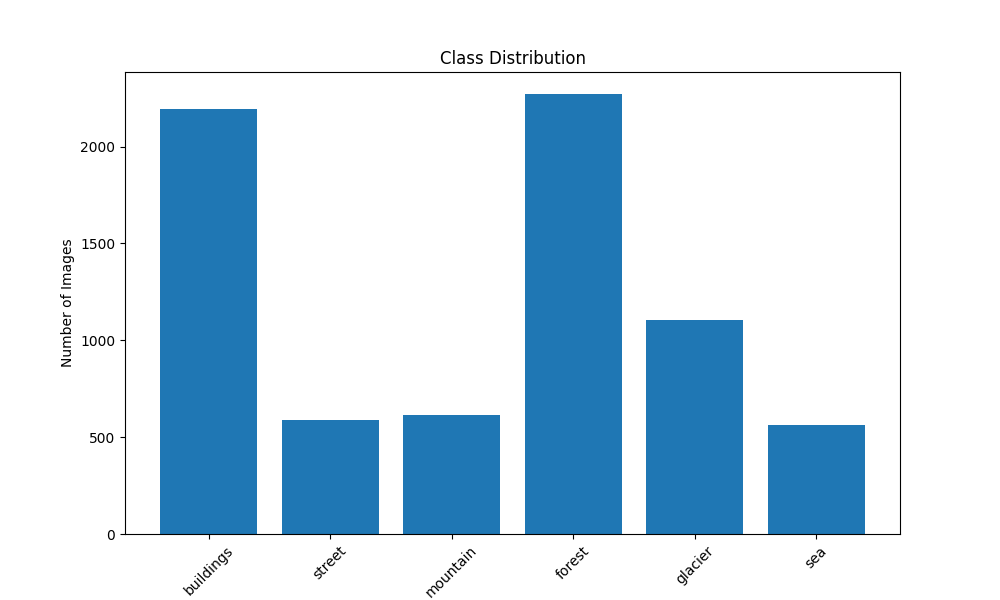 Class Distribution
Number of Images
2000
1500
1000
500
0
buildings
street
mountain
forest
glacier
sea